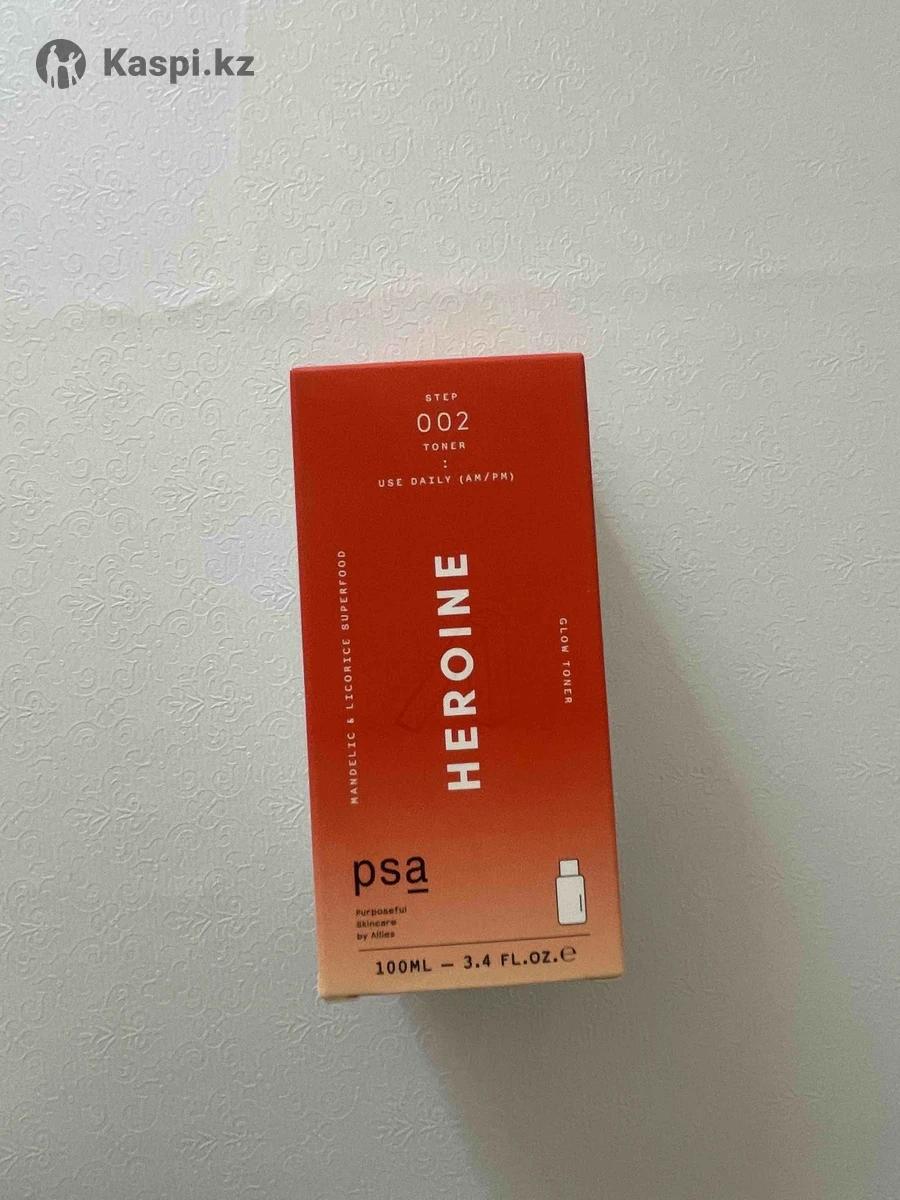 Kaspi.kz
STEP
002
TONER
:
USE DAILY (AM/PM)
MANDELIC & LICORICE SUPERFOOD
HEROINE
GLOW TONER
psa
Purposeful
Skincare
by Allies
100ML — 3.4 FL.OZ.℮